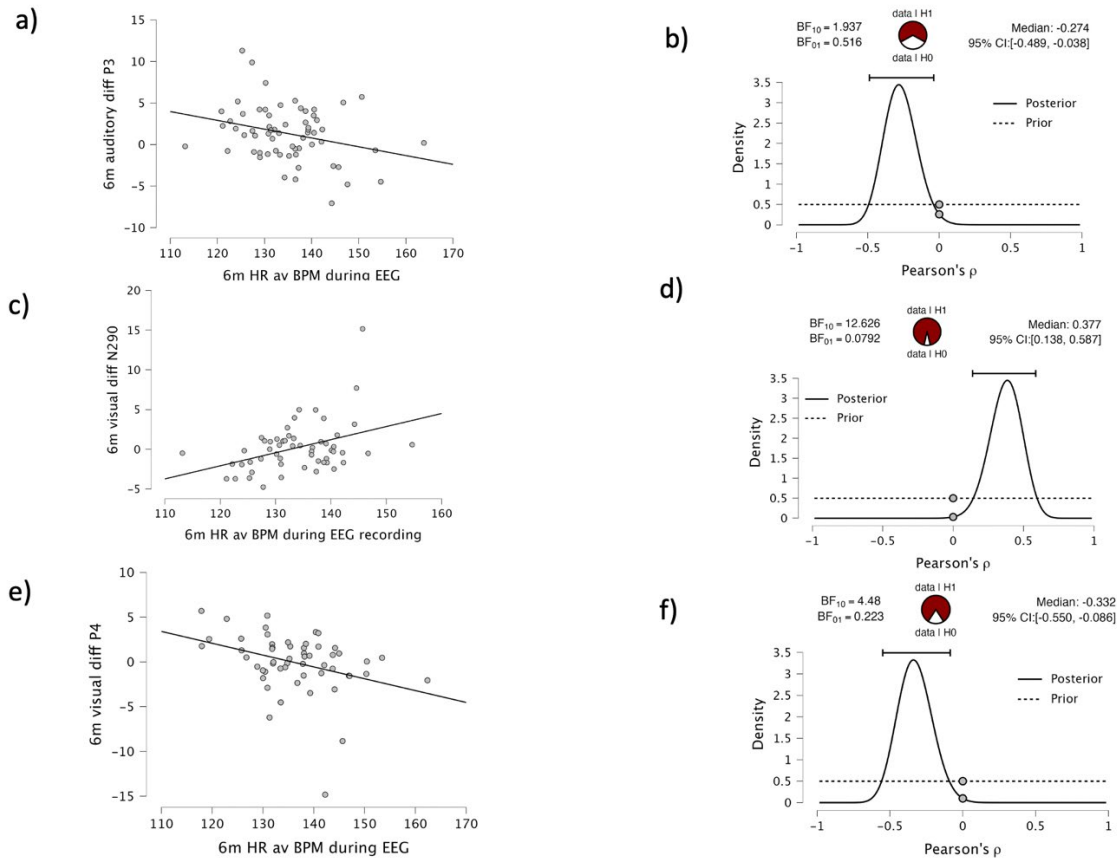 a)
15
10
5
0
−5
−10
6m auditory diff P3
110 120 130 140 150 160 170
6m HR av BPM during EEG
b)
BF10 = 1.937
BF01 = 0.516
data | H1
data | H0
Median: -0.274
95% CI:[-0.489, -0.038]
3.5
3
2.5
2
1.5
1
0.5
0
Density
Posterior
Prior
-1 -0.5 0 0.5 1
Pearson's ρ
c)
20
15
10
5
0
-5
6m visual diff N290
110 120 130 140 150 160
6m HR av BPM during EEG recording
d)
BF10 = 12.626
BF01 = 0.0792
data | H1
data | H0
Median: 0.377
95% CI:[0.138, 0.587]
3.5
3
2.5
2
1.5
1
0.5
0
Density
Posterior
Prior
-1 -0.5 0 0.5 1
Pearson's ρ
e)
10
5
0
−5
−10
−15
6m visual diff P4
110 120 130 140 150 160 170
6m HR av BPM during EEG
f)
BF10 = 4.48
BF01 = 0.223
data | H1
data | H0
Median: -0.332
95% CI:[-0.550, -0.086]
3.5
3
2.5
2
1.5
1
0.5
0
Density
Posterior
Prior
-1 -0.5 0 0.5 1
Pearson's ρ